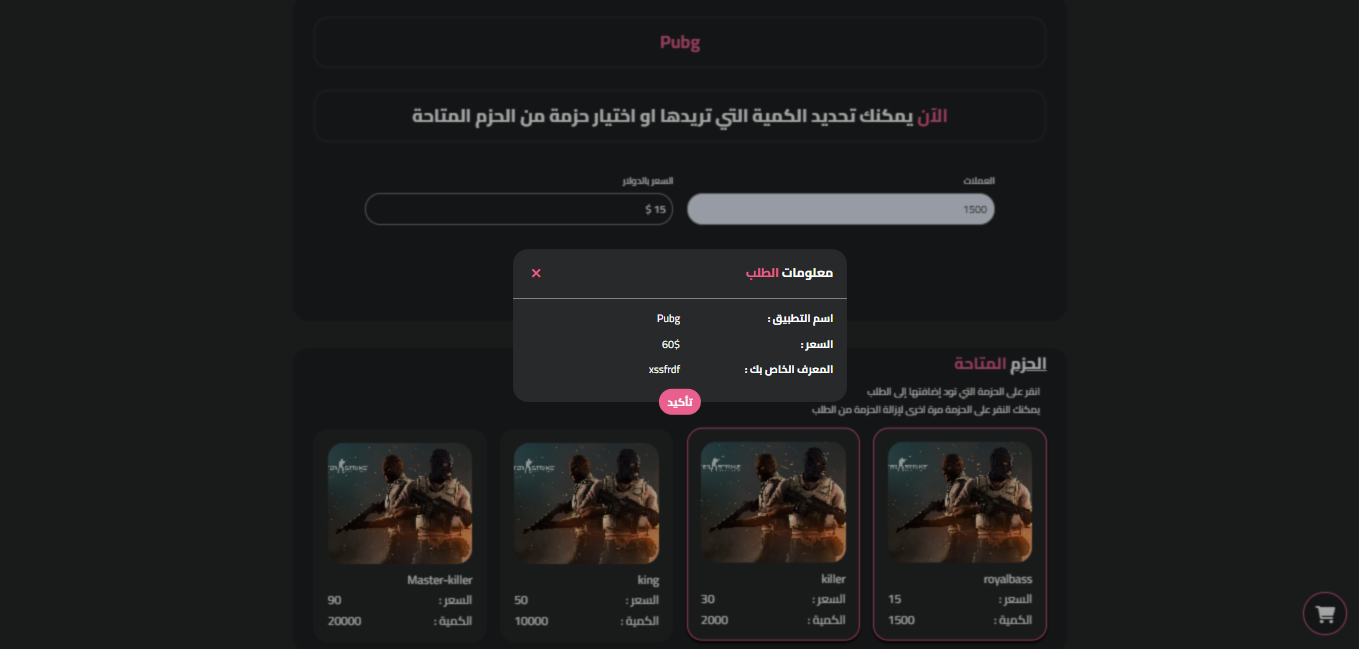 Pubg
الآن يمكنك تحديد الكمية التي تريدها او اختيار حزمة من الحزم المتاحة
العملات
السعر بالدولار
1500
15 $
معلومات الطلب
×
اسم التطبيق : Pubg
السعر : 60$
المعرف الخاص بك : xssfrdf
تأكيد
الحزم المتاحة
انقر على الحزمة التي تود إضافتها إلى الطلب
يمكنك النقر على الحزمة مرة اخرى لإزالة الحزمة من الطلب
royalbass
السعر : 15
الكمية : 1500
killer
السعر : 30
الكمية : 2000
king
السعر : 50
الكمية : 10000
Master-killer
السعر : 90
الكمية : 20000